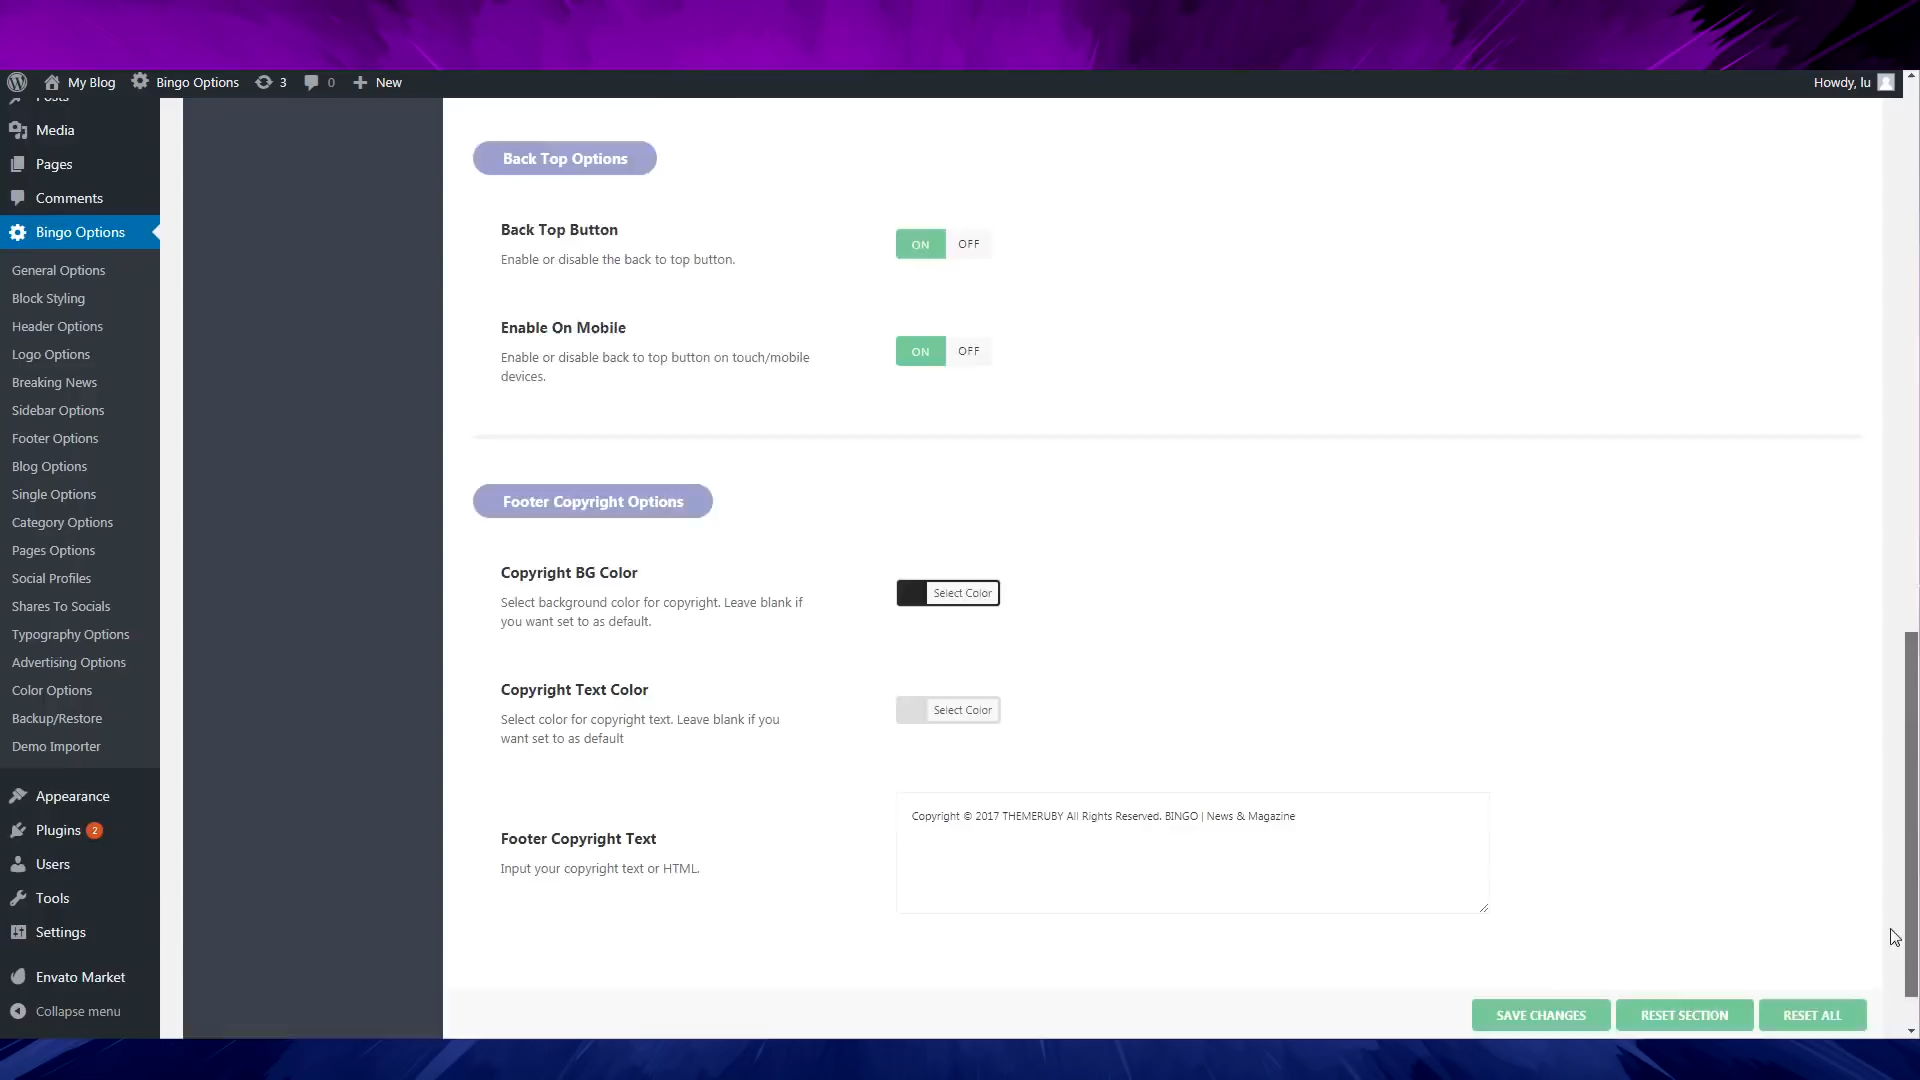 My Blog
Bingo Options
3
0
New
Howdy, lu
Posts
Media
Pages
Comments
Bingo Options
General Options
Block Styling
Header Options
Logo Options
Breaking News
Sidebar Options
Footer Options
Blog Options
Single Options
Category Options
Pages Options
Social Profiles
Shares To Socials
Typography Options
Advertising Options
Color Options
Backup/Restore
Demo Importer
Appearance
Plugins 2
Users
Tools
Settings
Envato Market
Collapse menu
Back Top Options
Back Top Button
Enable or disable the back to top button.
ON OFF
Enable On Mobile
Enable or disable back to top button on touch/mobile
devices.
ON OFF
Footer Copyright Options
Copyright BG Color
Select background color for copyright. Leave blank if
you want set to as default.
Select Color
Copyright Text Color
Select color for copyright text. Leave blank if you
want set to as default
Select Color
Footer Copyright Text
Input your copyright text or HTML.
Copyright © 2017 THEMERUBY All Rights Reserved. BINGO | News & Magazine
SAVE CHANGES
RESET SECTION
RESET ALL